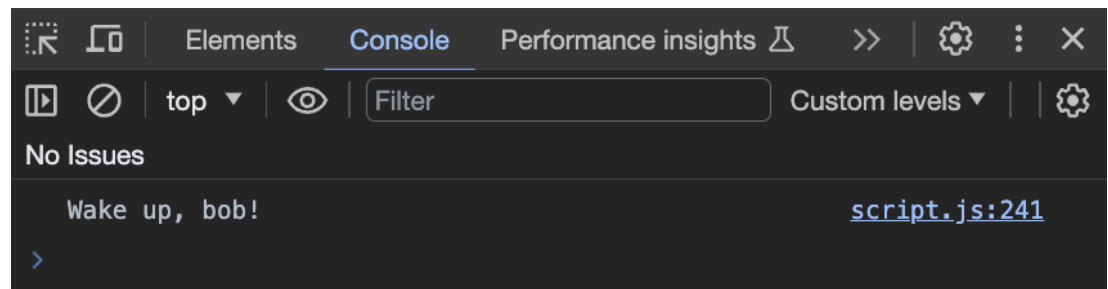 Elements Console Performance insights
top Filter Custom levels
No Issues
Wake up, bob! script.js:241